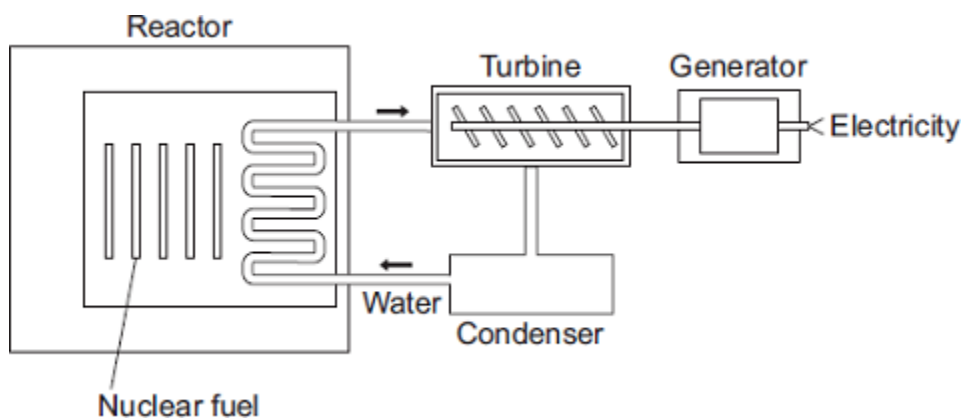 Reactor
Turbine
Generator
Electricity
Water
Condenser
Nuclear fuel